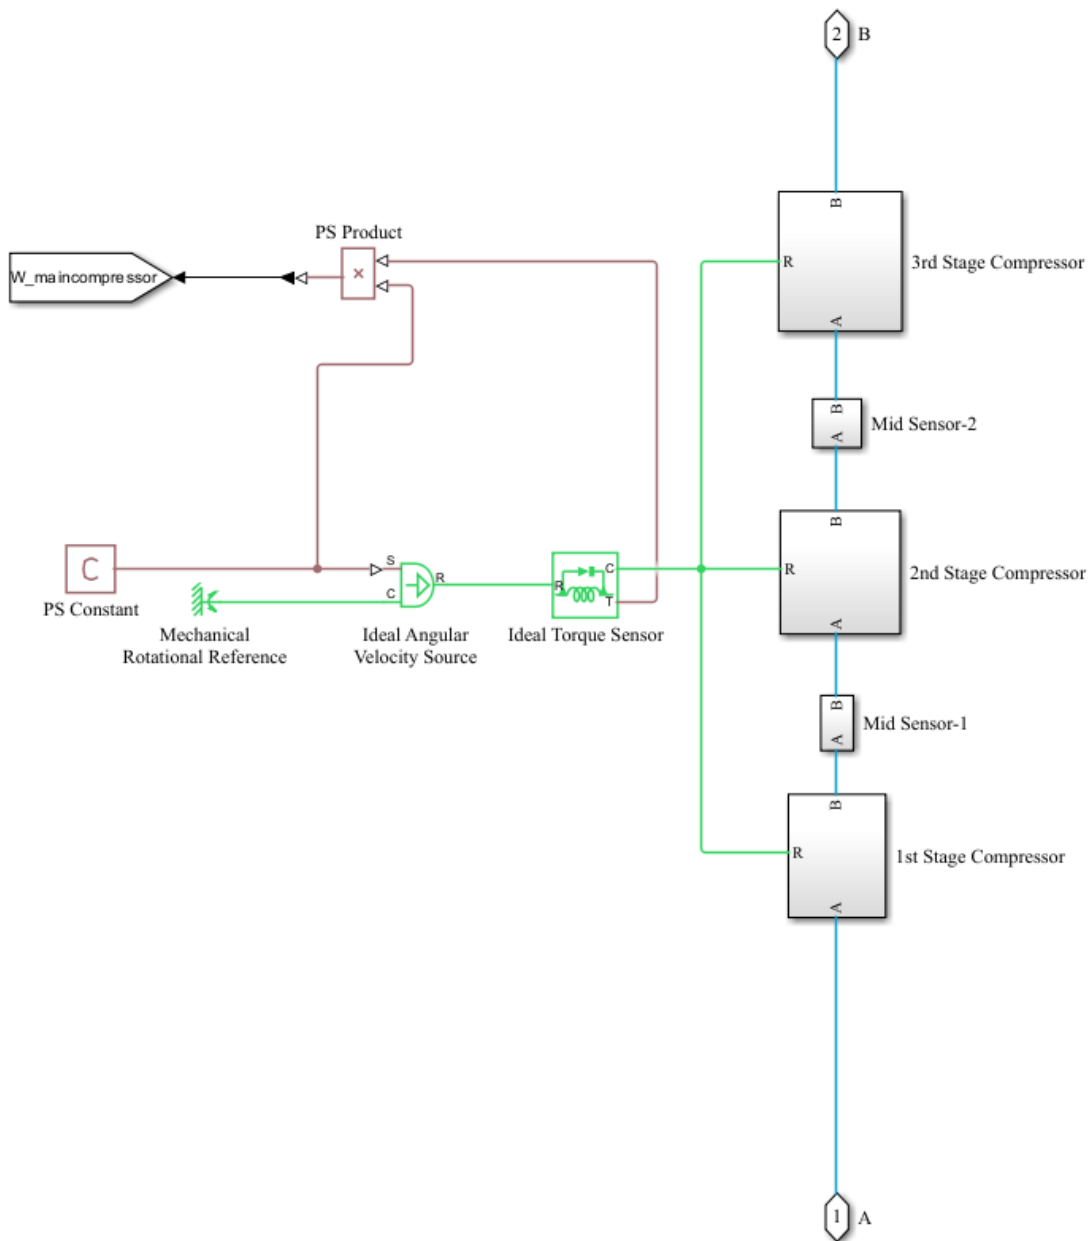 2 B
B
PS Product
W_maincompressor
×
R
3rd Stage Compressor
A
B
Mid Sensor-2
A
B
S
C
R
C
R
R
2nd Stage Compressor
C
T
PS Constant
A
Mechanical
Rotational Reference
Ideal Angular
Velocity Source
Ideal Torque Sensor
B
Mid Sensor-1
A
B
R
1st Stage Compressor
A
1 A